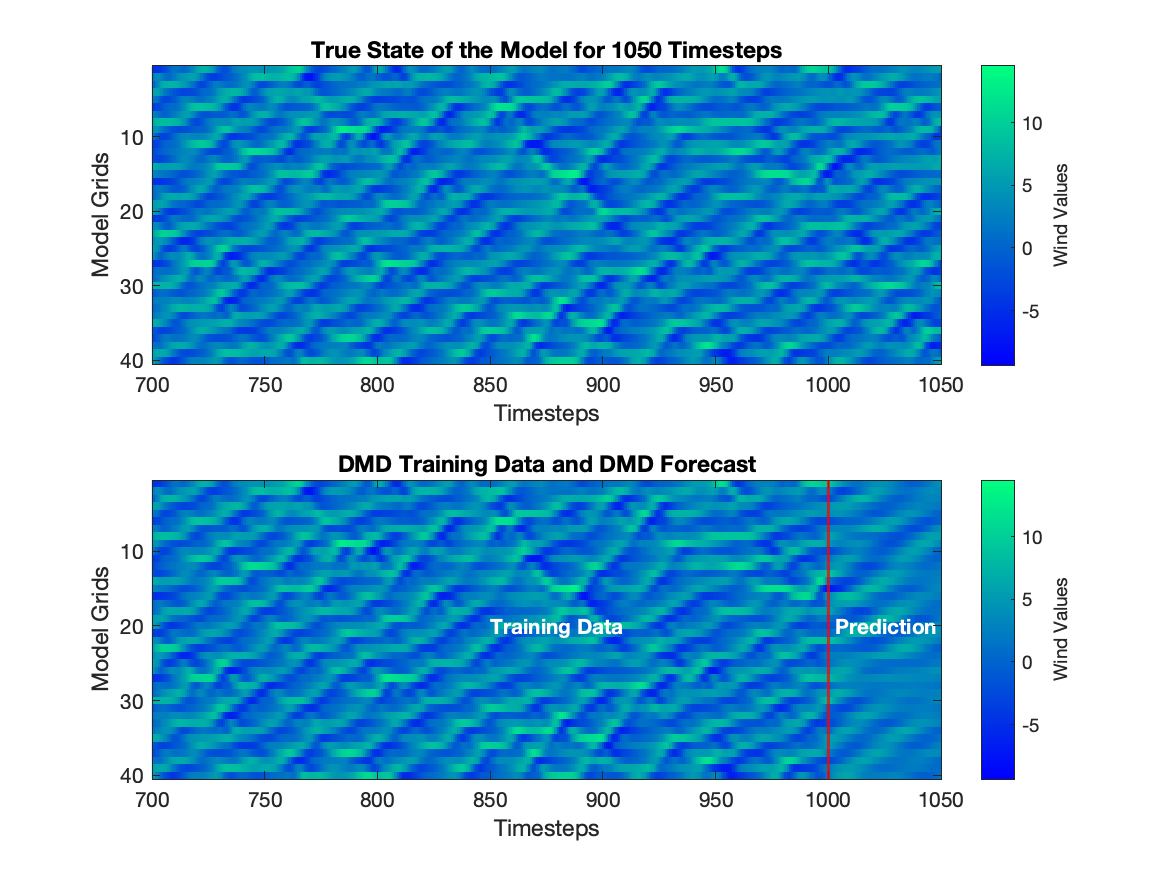 True State of the Model for 1050 Timesteps
10
20
30
40
Model Grids
700 750 800 850 900 950 1000 1050
Timesteps
10
5
0
-5
Wind Values
DMD Training Data and DMD Forecast
10
20
30
40
Model Grids
Training Data
Prediction
700 750 800 850 900 950 1000 1050
Timesteps
10
5
0
-5
Wind Values